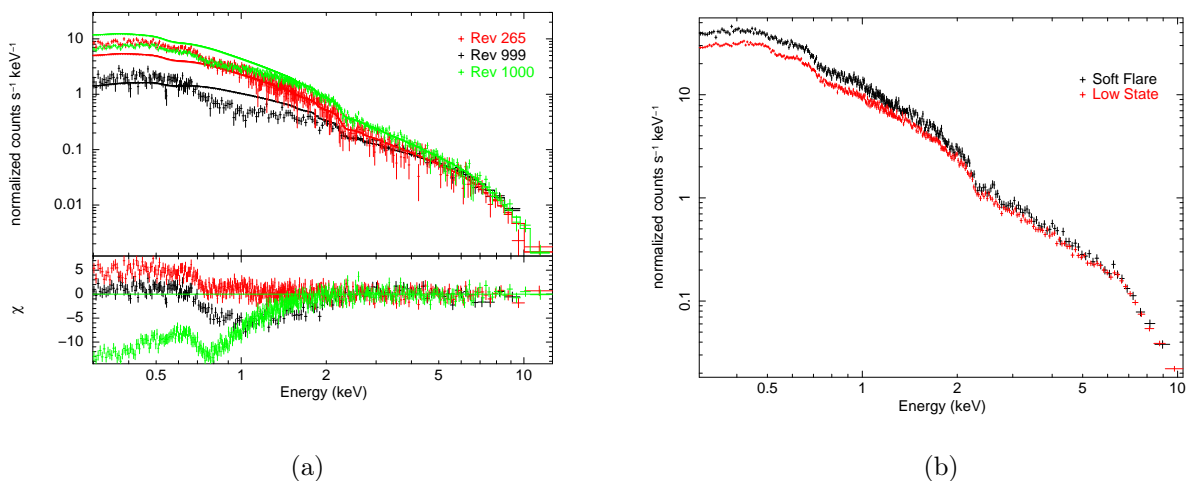 normalized counts s⁻¹ keV⁻¹
10
1
0.1
0.01
Rev 265
Rev 999
Rev 1000
χ
5
0
−5
−10
0.5
1
2
5
10
Energy (keV)
(a)
normalized counts s⁻¹ keV⁻¹
10
1
0.1
Soft Flare
Low State
0.5
1
2
5
10
Energy (keV)
(b)